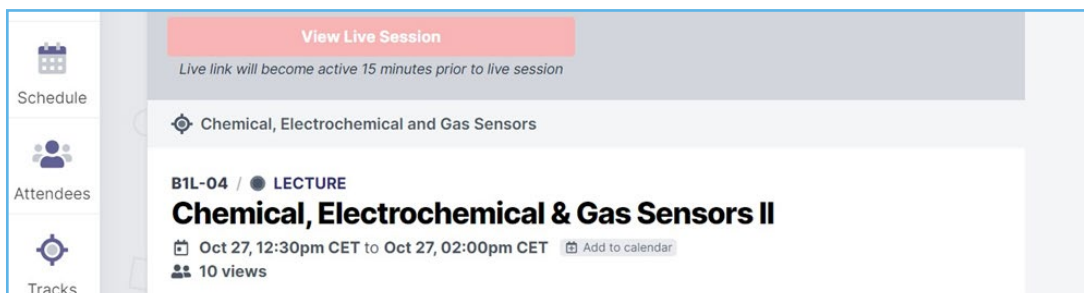 View Live Session
Live link will become active 15 minutes prior to live session
Schedule
Chemical, Electrochemical and Gas Sensors
Attendees
B1L-04 / LECTURE
Chemical, Electrochemical & Gas Sensors II
Oct 27, 12:30pm CET to Oct 27, 02:00pm CET Add to calendar
10 views
Tracks